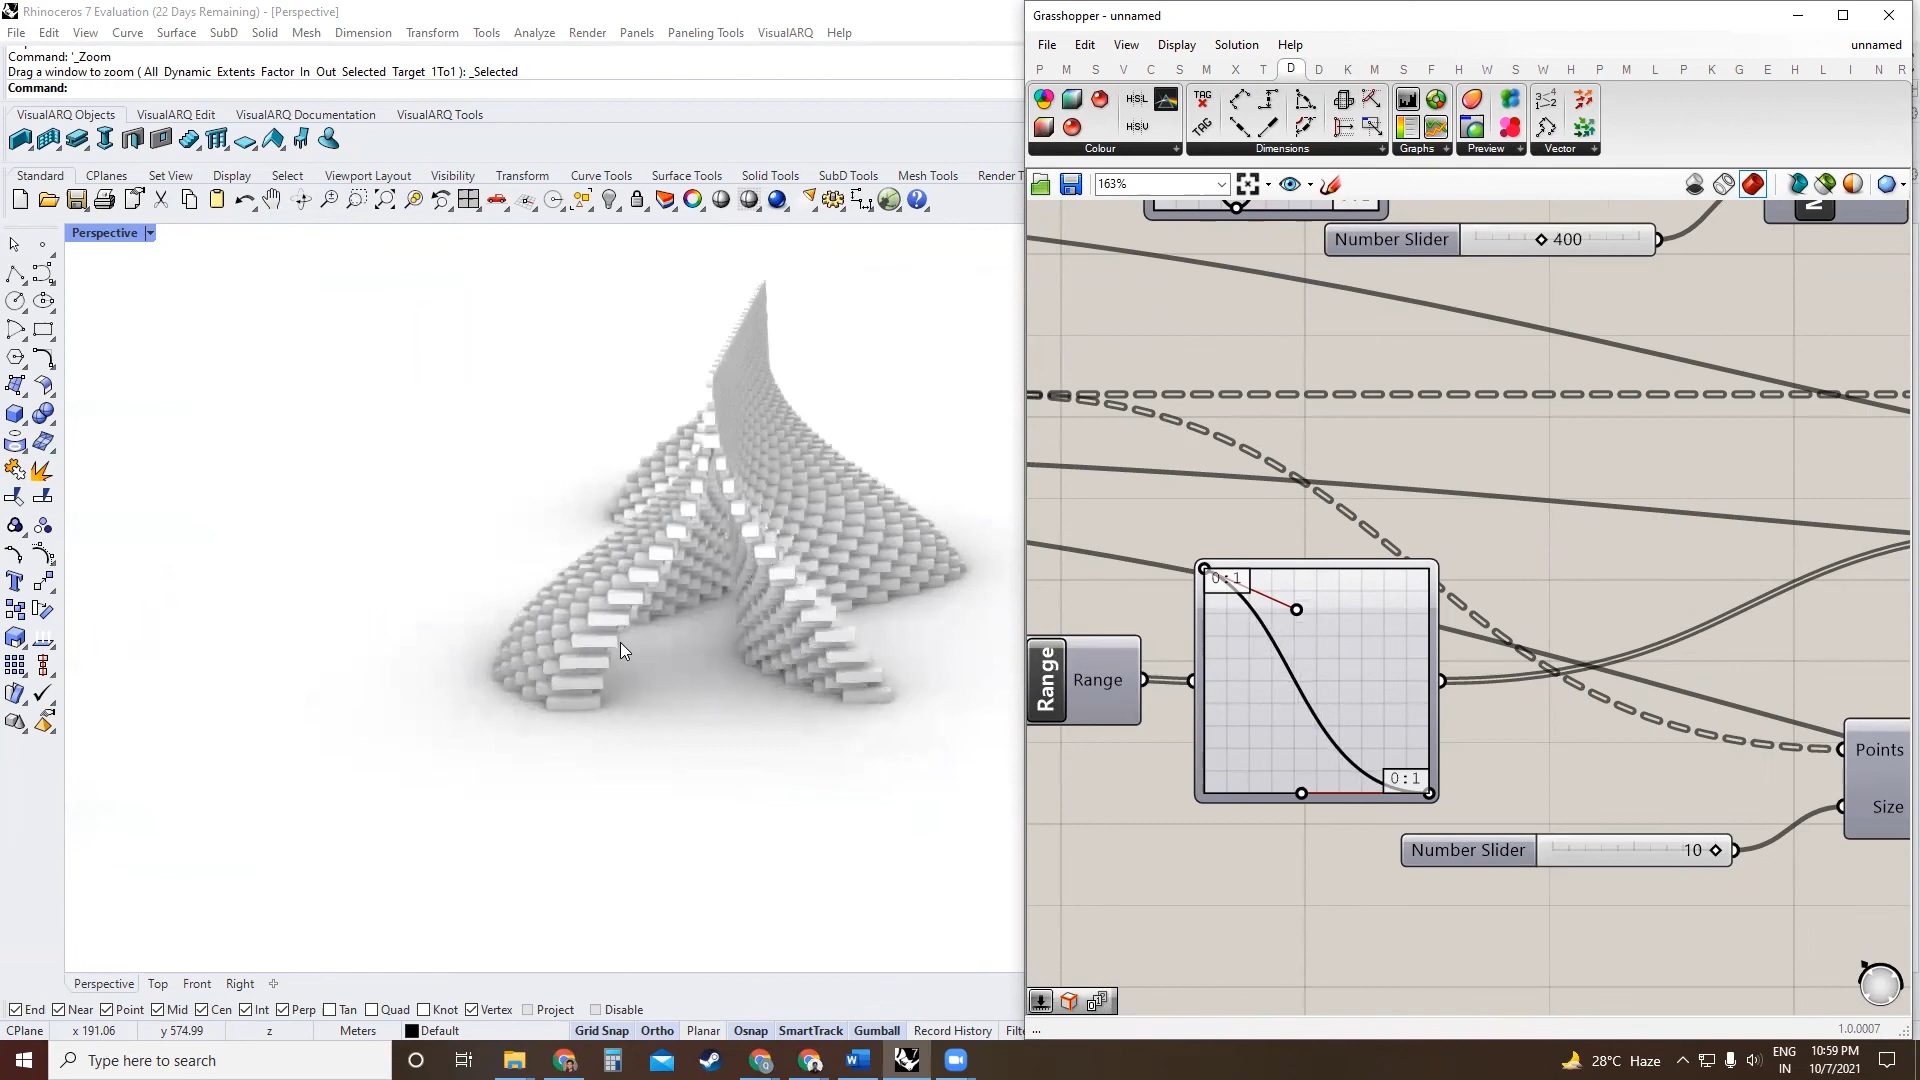 Rhinoceros 7 Evaluation (22 Days Remaining) - [Perspective]
File Edit View Curve Surface SubD Solid Mesh Dimension Transform Tools Analyze Render Panels Paneling Tools VisualARQ Help
Command: '_Zoom
Drag a window to zoom ( All Dynamic Extents Factor In Out Selected Target 1To1 ): _Selected
Command:
VisualARQ Objects VisualARQ Edit VisualARQ Documentation VisualARQ Tools
Standard CPlanes Set View Display Select Viewport Layout Visibility Transform Curve Tools Surface Tools Solid Tools SubD Tools Mesh Tools Render T
Perspective
Perspective Top Front Right
End Near Point Mid Cen Int Perp Tan Quad Knot Vertex Project Disable
CPlane x 191.06 y 574.99 z Meters Default Grid Snap Ortho Planar Osnap SmartTrack Gumball Record History Filte
Grasshopper - unnamed
File Edit View Display Solution Help unnamed
P M S V C S M X T D D K M S F H W S W H P M L P K G E H L I N R
H|S|L TAG
H|S|V TAG
Colour Dimensions Graphs Preview Vector
163%
Number Slider 400
0:1
Range Range
0:1
Points
Size
Number Slider 10
... 1.0.0007
Type here to search
28°C Haze ENG IN 10:59 PM 10/7/2021